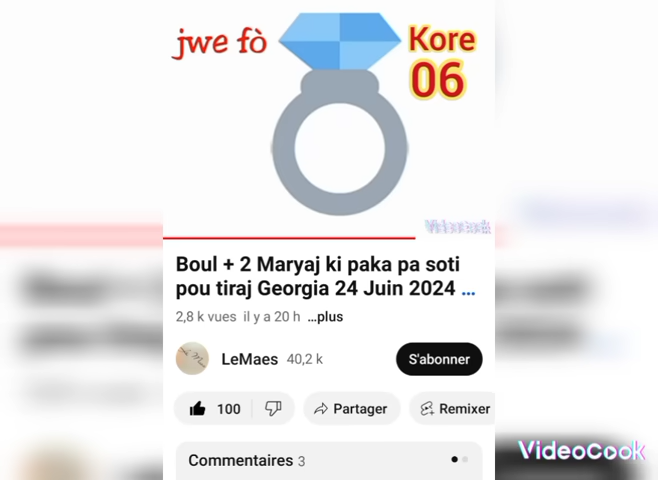 jwe fò
Kore
06
VideoCook
Boul + 2 Maryaj ki paka pa soti
pou tiraj Georgia 24 Juin 2024 ...
2,8 k vues il y a 20 h ...plus
LeMaes 40,2 k
S'abonner
100
Partager
Remixer
Commentaires 3
VideoCook